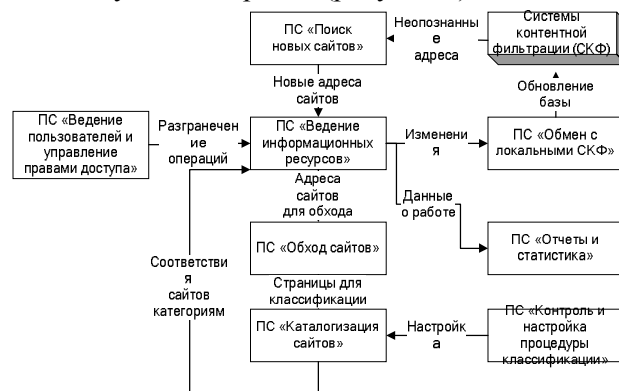 ПС «Поиск
новых сайтов»
Неопознанны
е
адреса
Системы
контентной
фильтрации (СКФ)
Новые адреса
сайтов
Обновление
базы
ПС «Ведение
пользователей и
управление
правами доступа»
Разграничен
ие
операций
ПС «Ведение
информационных
ресурсов»
Изменени
я
ПС «Обмен с
локальными СКФ»
Адреса
сайтов
для обхода
Данные
о работе
ПС «Обход сайтов»
ПС «Отчеты и
статистика»
Соответстви
я
сайтов
категориям
Страницы для
классификации
ПС «Каталогизация
сайтов»
Настройк
а
ПС «Контроль и
настройка
процедуры
классификации»